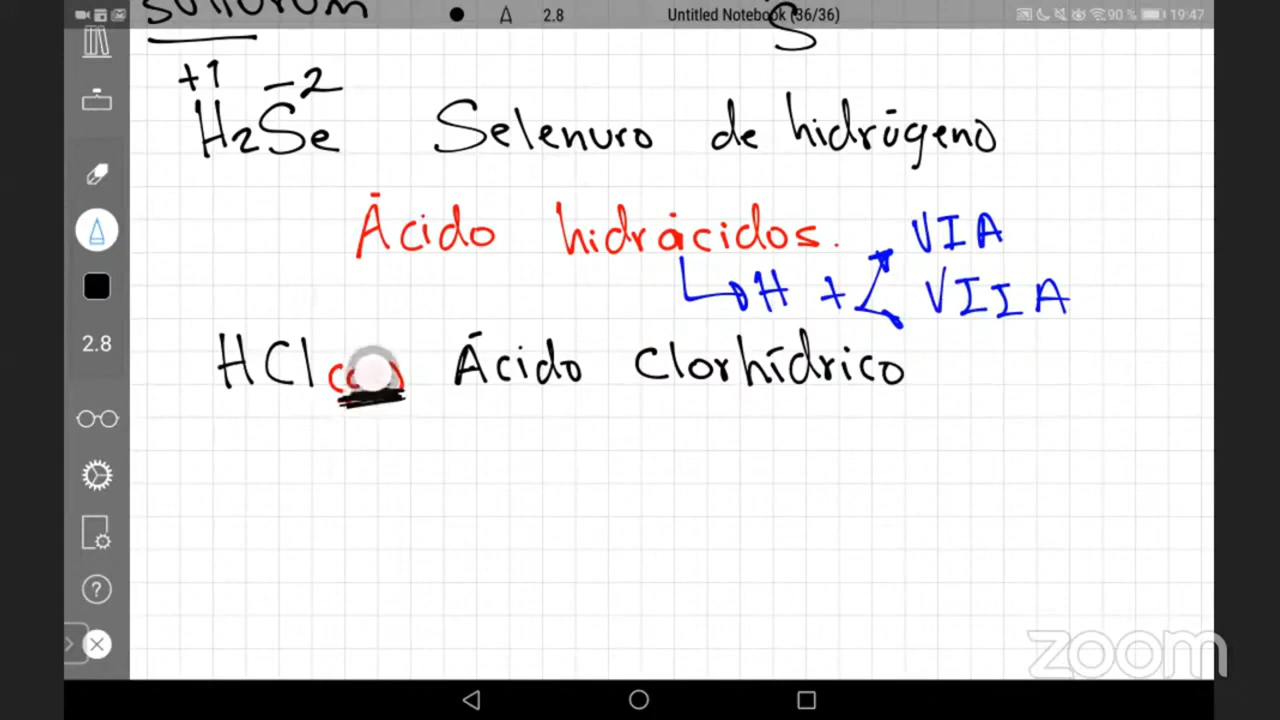 2.8 Untitled Notebook (36/36) 90 % 19:47
S
+1 -2
H2Se Selenuro de hidrógeno
Ácido hidrácidos. VIA
H + VIIA
HCl Ácido Clorhídrico
2.8
zoom